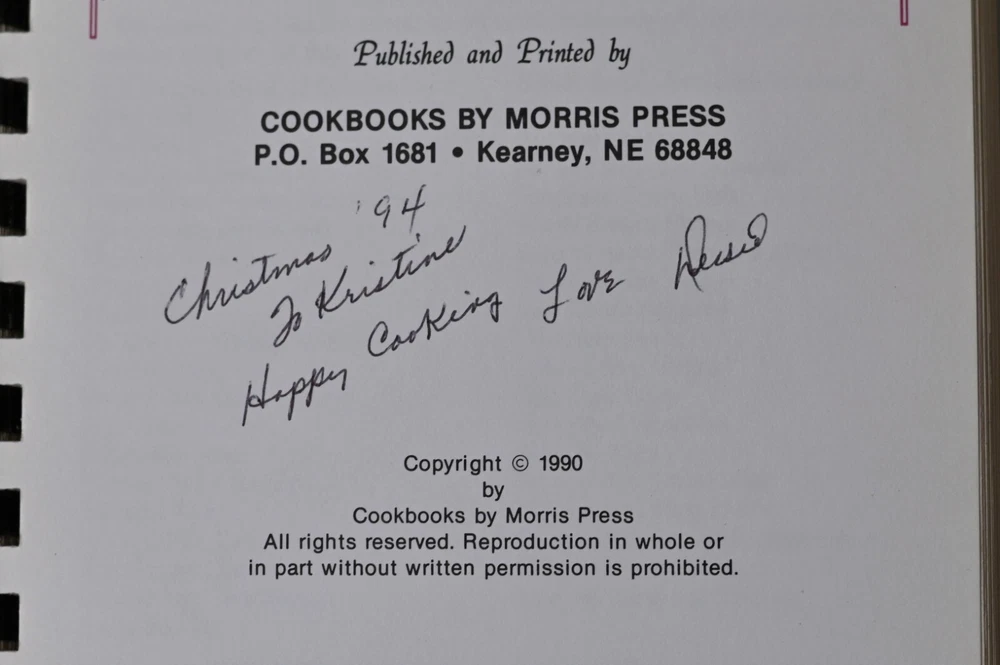 Published and Printed by
COOKBOOKS BY MORRIS PRESS
P.O. Box 1681 • Kearney, NE 68848
Christmas '94
To Kristine
Happy Cooking Love
Copyright © 1990
by
Cookbooks by Morris Press
All rights reserved. Reproduction in whole or
in part without written permission is prohibited.